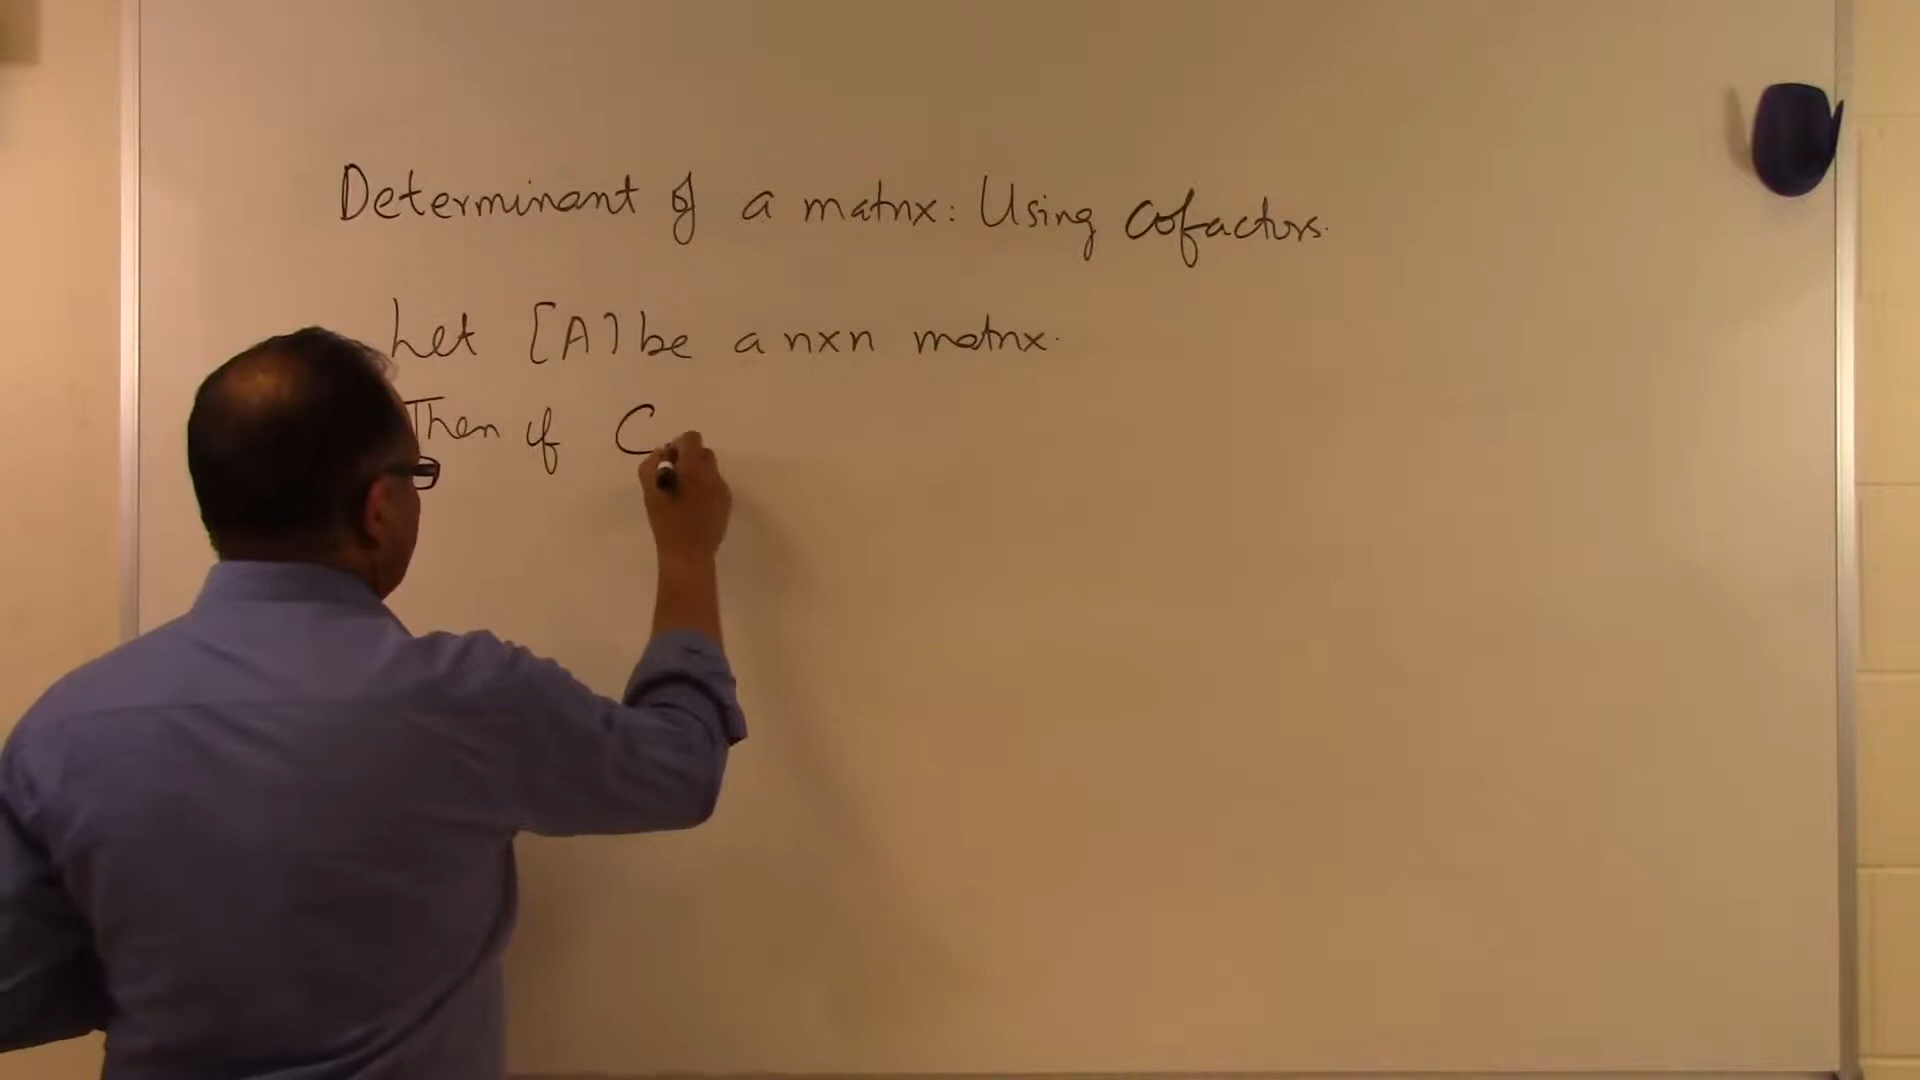 Determinant of a matrix: Using cofactors.
Let [A] be a nxn matrix.
Then if C